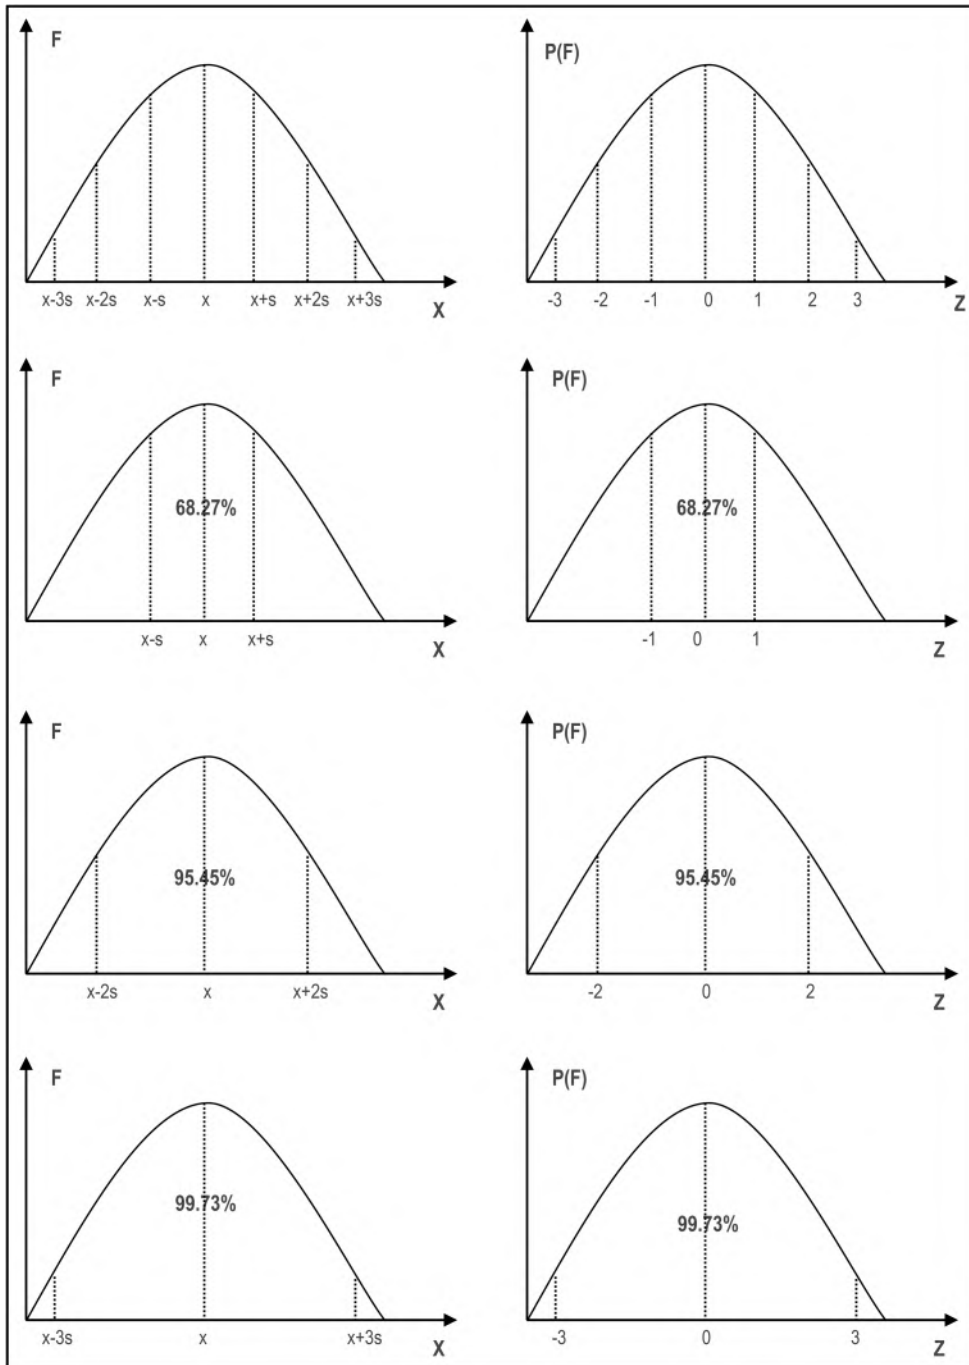 F
P(F)
x-3s x-2s x-s x x+s x+2s x+3s
X
-3 -2 -1 0 1 2 3
Z
F
P(F)
68.27%
68.27%
x-s x x+s
X
-1 0 1
Z
F
P(F)
95.45%
95.45%
x-2s x x+2s
X
-2 0 2
Z
F
P(F)
99.73%
99.73%
x-3s x x+3s
X
-3 0 3
Z